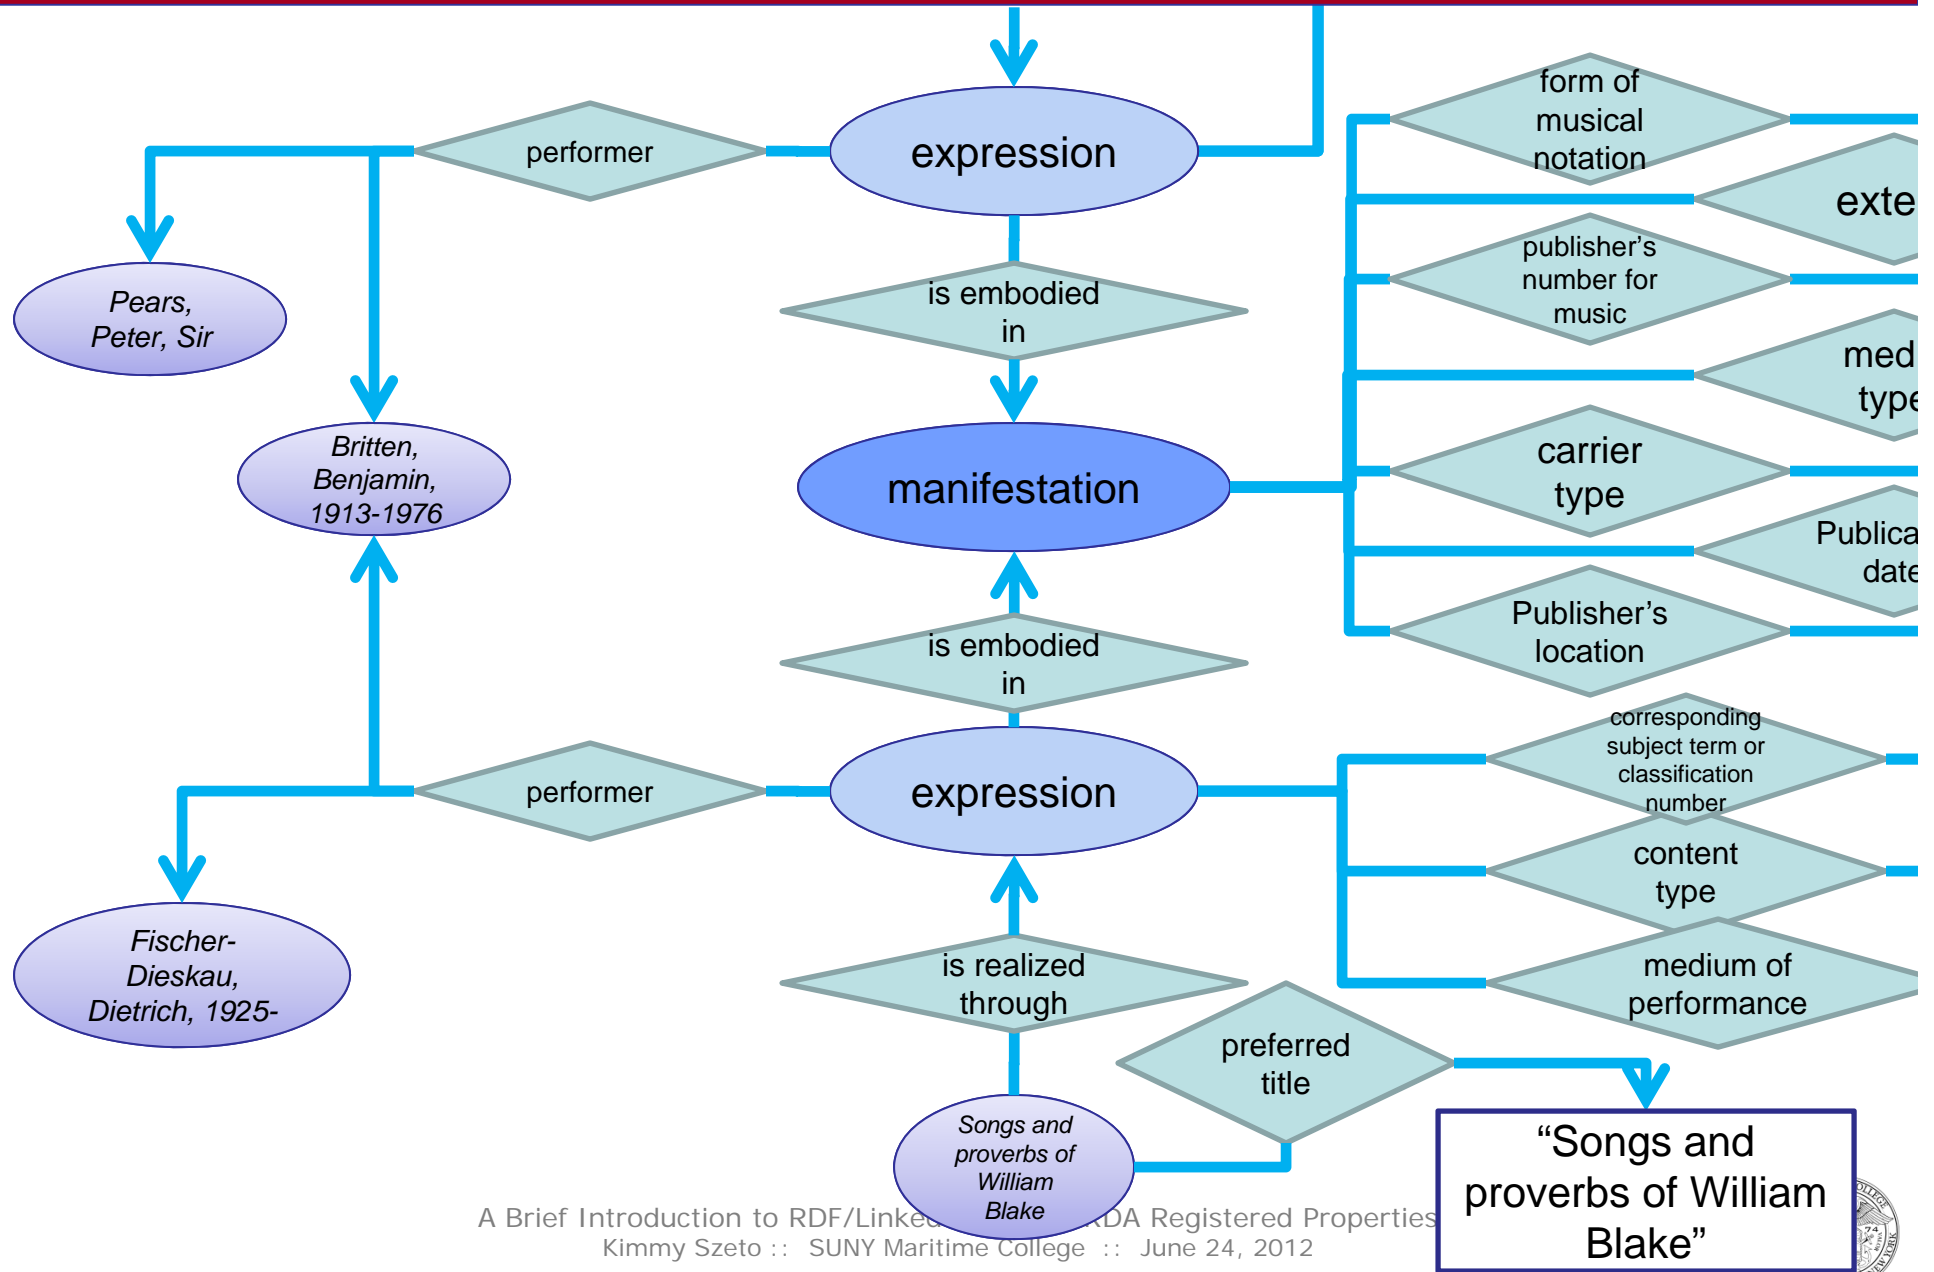 form of
musical
notation
performer
expression
exte
publisher’s
number for
music
is embodied
in
Pears,
Peter, Sir
med
type
Britten,
Benjamin,
1913-1976
carrier
type
manifestation
Publica
date
Publisher’s
location
is embodied
in
corresponding
subject term or
classification
number
performer
expression
content
type
Fischer-
Dieskau,
Dietrich, 1925-
is realized
through
medium of
performance
preferred
title
Songs and
proverbs of
William
Blake
“Songs and
proverbs of William
Blake”
A Brief Introduction to RDF/Linke DA Registered Properties
Kimmy Szeto :: SUNY Maritime College :: June 24, 2012